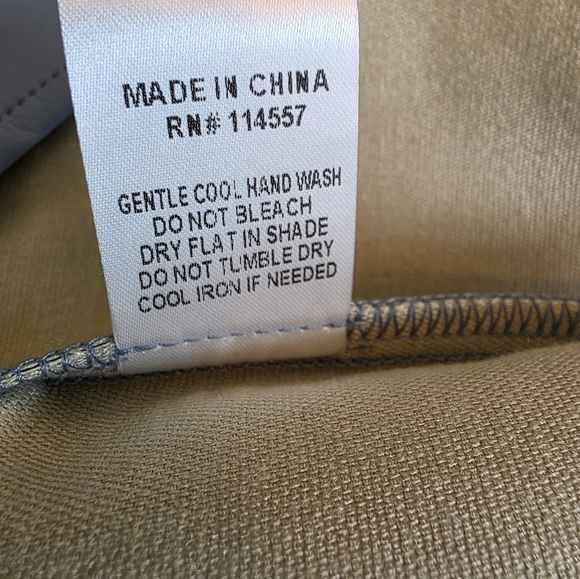 MADE IN CHINA
RN# 114557
GENTLE COOL HAND WASH
DO NOT BLEACH
DRY FLAT IN SHADE
DO NOT TUMBLE DRY
COOL IRON IF NEEDED